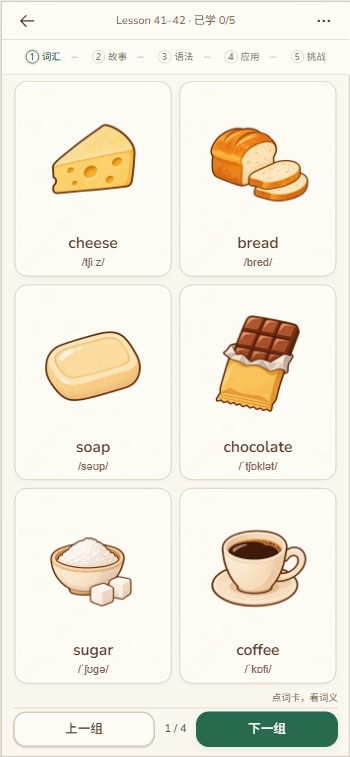 Lesson 41–42 · 已学 0/5
1 词汇 – 2 故事 – 3 语法 – 4 应用 – 5 挑战
cheese bread
/tʃiːz/ /bred/
soap chocolate
/səʊp/ /ˈtʃɒklət/
sugar coffee
/ˈʃʊɡə/ /ˈkɒfi/
点词卡，看词义
上一组 1 / 4 下一组